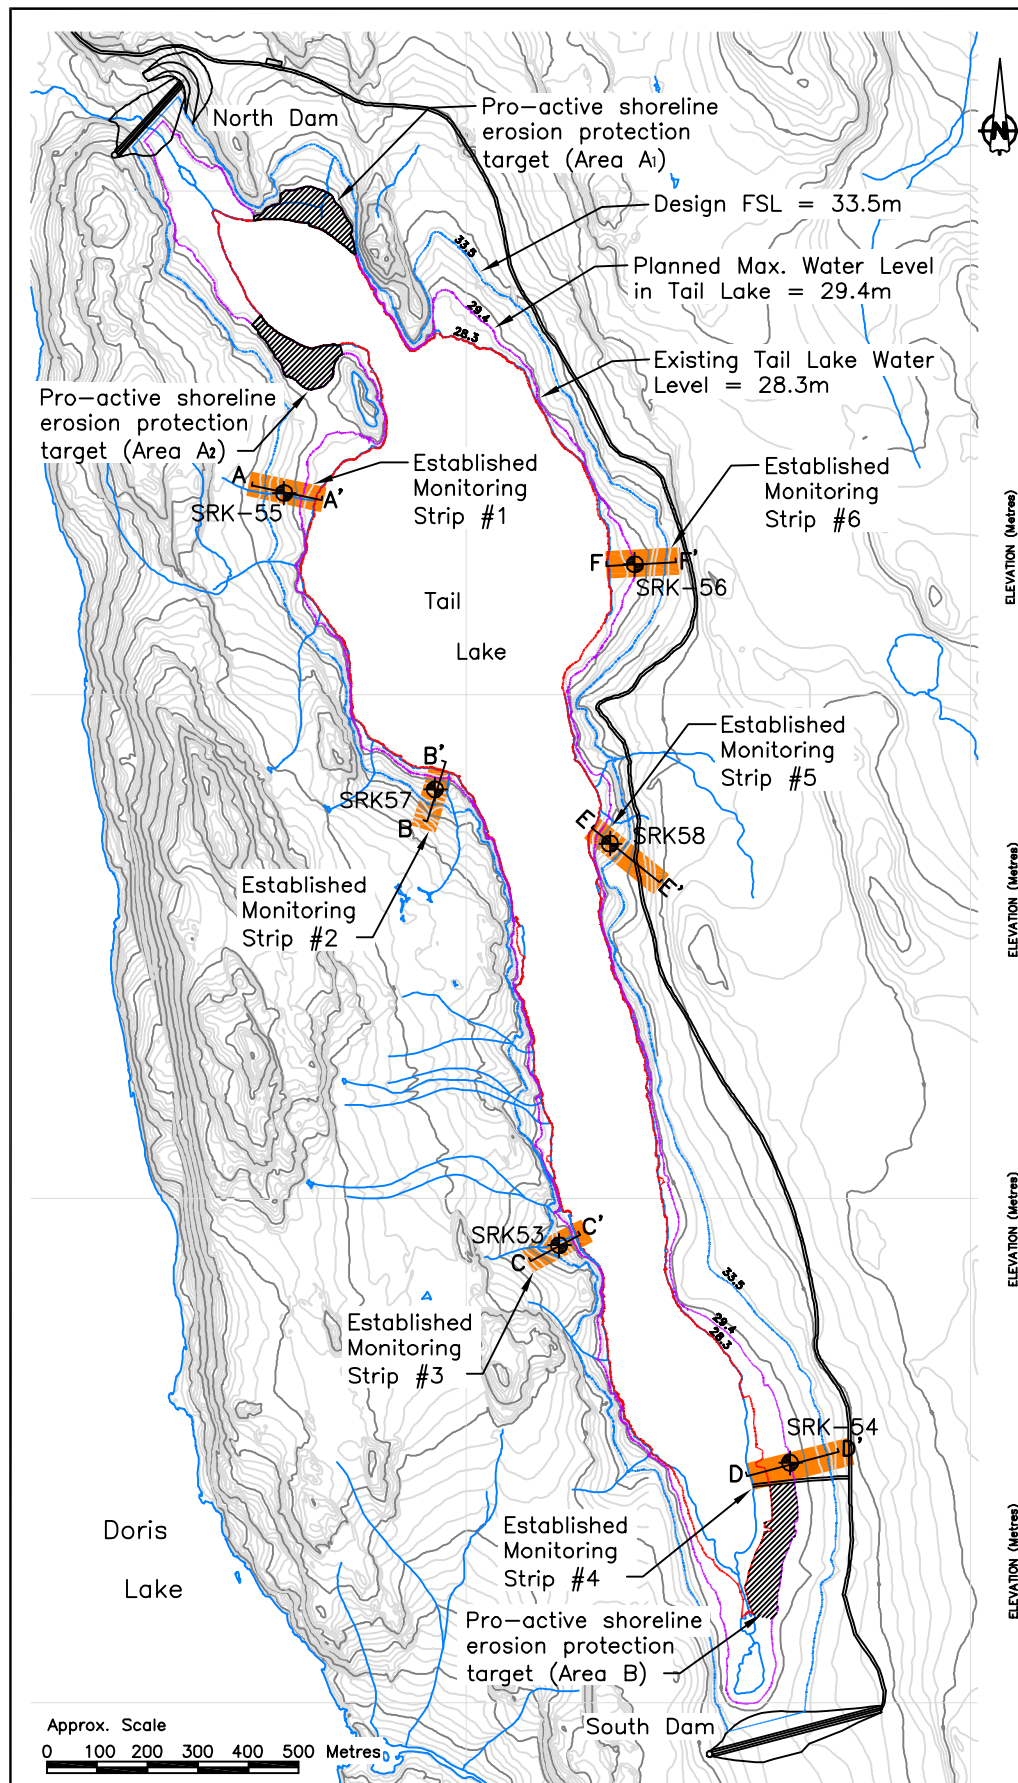 North Dam
Pro-active shoreline
erosion protection
target (Area A1)
N
Design FSL = 33.5m
33.5
Planned Max. Water Level
in Tail Lake = 29.4m
29.4
28.3
Existing Tail Lake Water
Level = 28.3m
Pro-active shoreline
erosion protection
target (Area A2)
Established
Monitoring
Strip #1
A
A'
SRK-55
Established
Monitoring
Strip #6
F
F'
SRK-56
ELEVATION (Metres)
Tail
Lake
Established
Monitoring
Strip #5
B'
SRK57
B
E
SRK58
E'
Established
Monitoring
Strip #2
ELEVATION (Metres)
SRK53
C'
C
ELEVATION (Metres)
33.5
29.4
28.3
Established
Monitoring
Strip #3
SRK-54
D'
D
Doris
Lake
Established
Monitoring
Strip #4
ELEVATION (Metres)
Pro-active shoreline
erosion protection
target (Area B)
South Dam
Approx. Scale
0 100 200 300 400 500 Metres